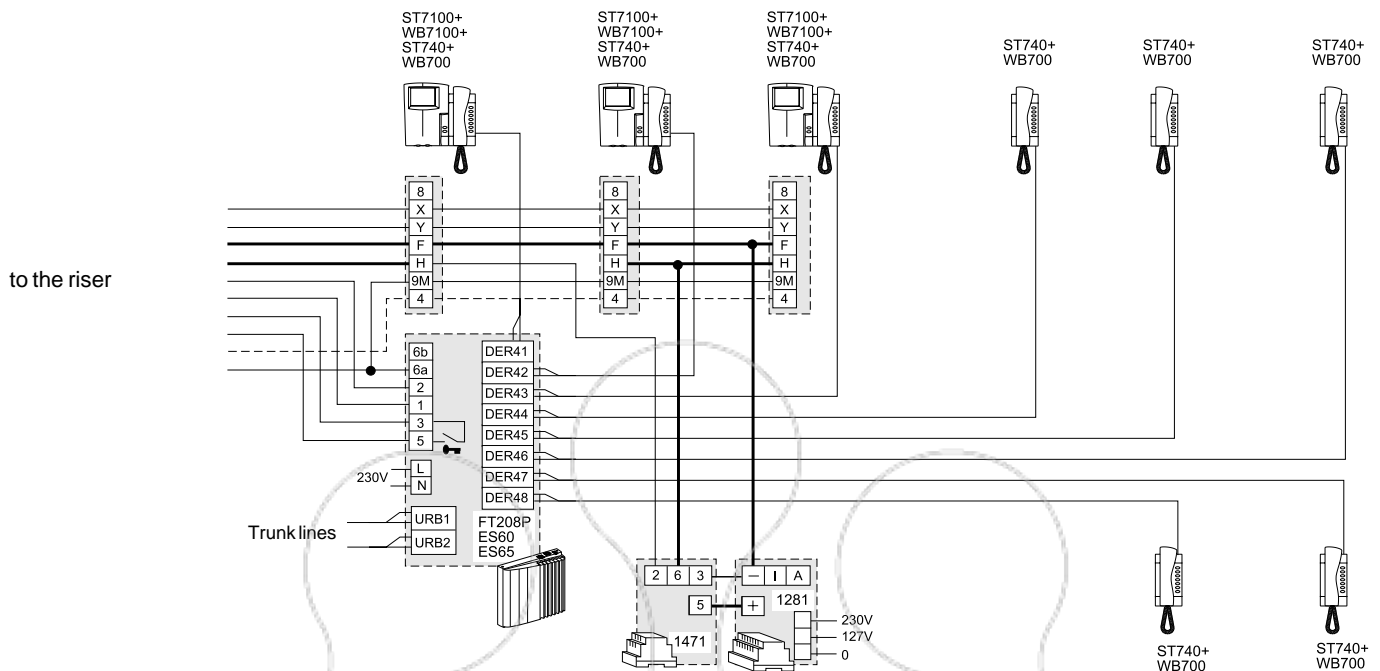 ST7100+
WB7100+
ST740+
WB700
ST7100+
WB7100+
ST740+
WB700
ST7100+
WB7100+
ST740+
WB700
ST740+
WB700
ST740+
WB700
ST740+
WB700
8
X
Y
F
H
9M
4
8
X
Y
F
H
9M
4
8
X
Y
F
H
9M
4
to the riser
6b
6a
2
1
3
5
L
N
230V
URB1
URB2
Trunk lines
DER41
DER42
DER43
DER44
DER45
DER46
DER47
DER48
FT208P
ES60
ES65
2 6 3
5
1471
− I A
+
1281
230V
127V
0
ST740+
WB700
ST740+
WB700